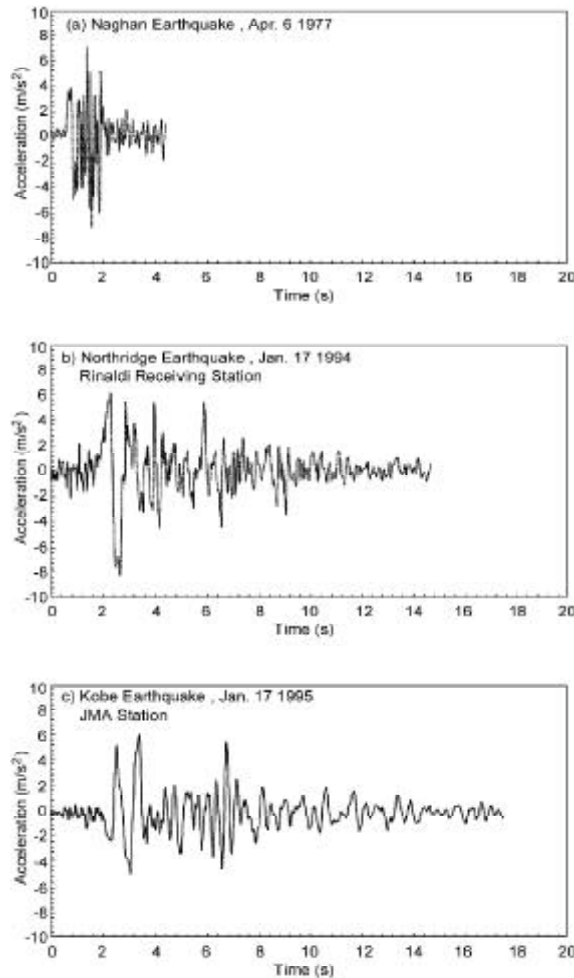 (a) Naghan Earthquake , Apr. 6 1977
Acceleration (m/s²)
10
8
6
4
2
0
-2
-4
-6
-8
-10
0 2 4 6 8 10 12 14 16 18 20
Time (s)
b) Northridge Earthquake , Jan. 17 1994
Rinaldi Receiving Station
Acceleration (m/s²)
10
8
6
4
2
0
-2
-4
-6
-8
-10
0 2 4 6 8 10 12 14 16 18 20
Time (s)
c) Kobe Earthquake , Jan. 17 1995
JMA Station
Acceleration (m/s²)
10
8
6
4
2
0
-2
-4
-6
-8
-10
0 2 4 6 8 10 12 14 16 18 20
Time (s)